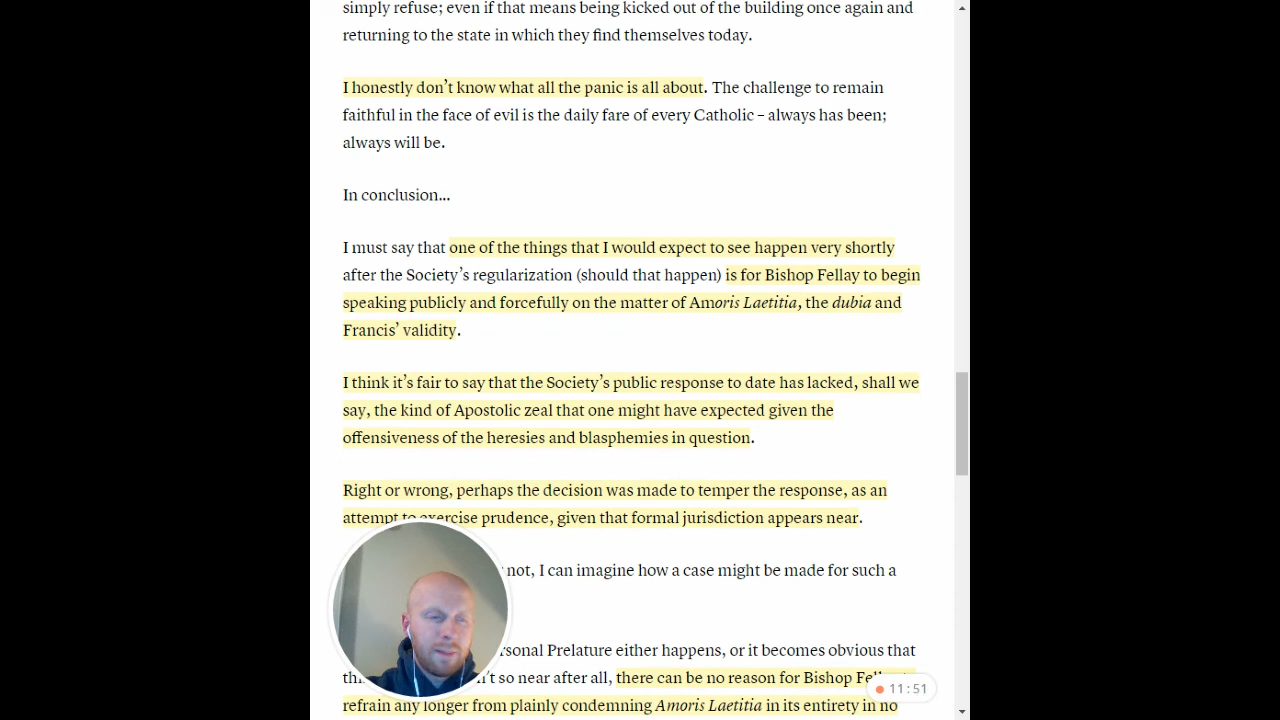 simply refuse; even if that means being kicked out of the building once again and
returning to the state in which they find themselves today.
I honestly don’t know what all the panic is all about. The challenge to remain
faithful in the face of evil is the daily fare of every Catholic – always has been;
always will be.
In conclusion…
I must say that one of the things that I would expect to see happen very shortly
after the Society’s regularization (should that happen) is for Bishop Fellay to begin
speaking publicly and forcefully on the matter of Amoris Laetitia, the dubia and
Francis’ validity.
I think it’s fair to say that the Society’s public response to date has lacked, shall we
say, the kind of Apostolic zeal that one might have expected given the
offensiveness of the heresies and blasphemies in question.
Right or wrong, perhaps the decision was made to temper the response, as an
attempt to exercise prudence, given that formal jurisdiction appears near.
not, I can imagine how a case might be made for such a
Prelature either happens, or it becomes obvious that
so near after all, there can be no reason for Bishop
refrain any longer from plainly condemning Amoris Laetitia in its entirety in no
11:51